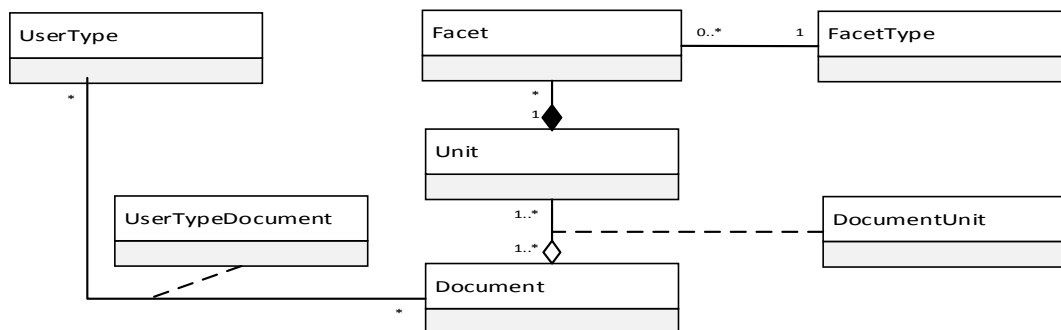 UserType
Facet
0..*
1
FacetType
*
*
1
Unit
UserTypeDocument
1..*
DocumentUnit
1..*
Document
*